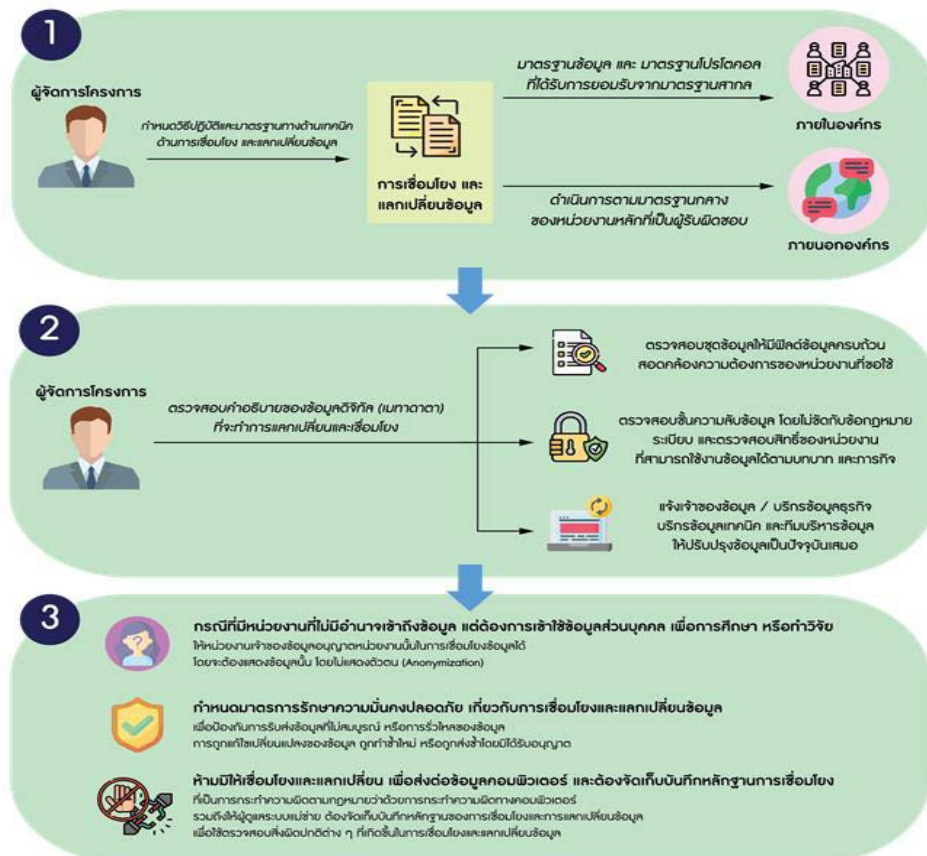 1
ผู้จัดการโครงการ
กำหนดวิธีปฏิบัติและมาตรฐานทางด้านเทคนิค
ด้านการเชื่อมโยง และแลกเปลี่ยนข้อมูล
การเชื่อมโยง และ
แลกเปลี่ยนข้อมูล
มาตรฐานข้อมูล และ มาตรฐานโปรโตคอล
ที่ได้รับการยอมรับจากมาตรฐานสากล
ภายในองค์กร
ดำเนินการตามมาตรฐานกลาง
ของหน่วยงานหลักที่เป็นผู้รับผิดชอบ
ภายนอกองค์กร
2
ผู้จัดการโครงการ
ตรวจสอบคำอธิบายของข้อมูลดิจิทัล (เมทาดาตา)
ที่จะทำการแลกเปลี่ยนและเชื่อมโยง
ตรวจสอบชุดข้อมูลให้มีฟิลด์ข้อมูลครบถ้วน
สอดคล้องความต้องการของหน่วยงานที่ขอใช้
ตรวจสอบชั้นความลับข้อมูล โดยไม่ขัดกับข้อกฎหมาย
ระเบียบ และตรวจสอบสิทธิ์ของหน่วยงาน
ที่สามารถใช้งานข้อมูลได้ตามบทบาท และภารกิจ
แจ้งเจ้าของข้อมูล / บริกรข้อมูลธุรกิจ
บริกรข้อมูลเทคนิค และทีมบริหารข้อมูล
ให้ปรับปรุงข้อมูลเป็นปัจจุบันเสมอ
3
กรณีที่มีหน่วยงานที่ไม่มีอำนาจเข้าถึงข้อมูล แต่ต้องการเข้าใช้ข้อมูลส่วนบุคคล เพื่อการศึกษา หรือทำวิจัย
ให้หน่วยงานเจ้าของข้อมูลอนุญาตหน่วยงานนั้นในการเชื่อมโยงข้อมูลได้
โดยจะต้องแสดงข้อมูลนั้น โดยไม่แสดงตัวตน (Anonymization)
กำหนดมาตรการรักษาความมั่นคงปลอดภัย เกี่ยวกับการเชื่อมโยงและแลกเปลี่ยนข้อมูล
เพื่อป้องกันการรับส่งข้อมูลที่ไม่สมบูรณ์ หรือการรั่วไหลของข้อมูล
การถูกแก้ไขเปลี่ยนแปลงของข้อมูล ถูกทำซ้ำใหม่ หรือถูกส่งซ้ำโดยมิได้รับอนุญาต
ห้ามมิให้เชื่อมโยงและแลกเปลี่ยน เพื่อส่งต่อข้อมูลคอมพิวเตอร์ และต้องจัดเก็บบันทึกหลักฐานการเชื่อมโยง
ที่เป็นการกระทำความผิดตามกฎหมายว่าด้วยการกระทำความผิดทางคอมพิวเตอร์
รวมถึงให้ผู้ดูแลระบบแม่ข่าย ต้องจัดเก็บบันทึกหลักฐานของการเชื่อมโยงและการแลกเปลี่ยนข้อมูล
เพื่อใช้ตรวจสอบสิ่งผิดปกติต่าง ๆ ที่เกิดขึ้นในการเชื่อมโยงและแลกเปลี่ยนข้อมูล